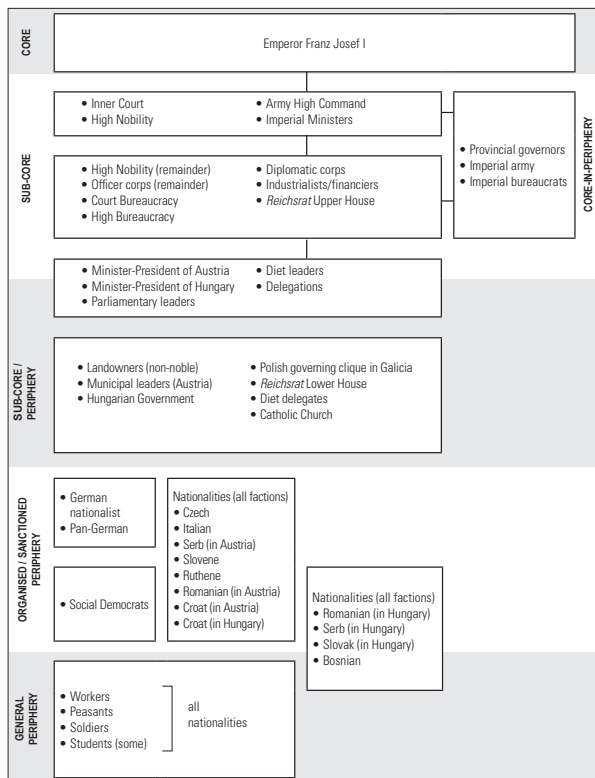 CORE
Emperor Franz Josef I
SUB-CORE
• Inner Court
• High Nobility
• Army High Command
• Imperial Ministers
CORE-IN-PERIPHERY
• Provincial governors
• Imperial army
• Imperial bureaucrats
• High Nobility (remainder)
• Officer corps (remainder)
• Court Bureaucracy
• High Bureaucracy
• Diplomatic corps
• Industrialists/financiers
• Reichsrat Upper House
• Minister-President of Austria
• Minister-President of Hungary
• Parliamentary leaders
• Diet leaders
• Delegations
SUB-CORE /
PERIPHERY
• Landowners (non-noble)
• Municipal leaders (Austria)
• Hungarian Government
• Polish governing clique in Galicia
• Reichsrat Lower House
• Diet delegates
• Catholic Church
ORGANISED / SANCTIONED
PERIPHERY
• German
nationalist
• Pan-German
• Social Democrats
Nationalities (all factions)
• Czech
• Italian
• Serb (in Austria)
• Slovene
• Ruthene
• Romanian (in Austria)
• Croat (in Austria)
• Croat (in Hungary)
Nationalities (all factions)
• Romanian (in Hungary)
• Serb (in Hungary)
• Slovak (in Hungary)
• Bosnian
GENERAL
PERIPHERY
• Workers
• Peasants
• Soldiers
• Students (some)
all
nationalities